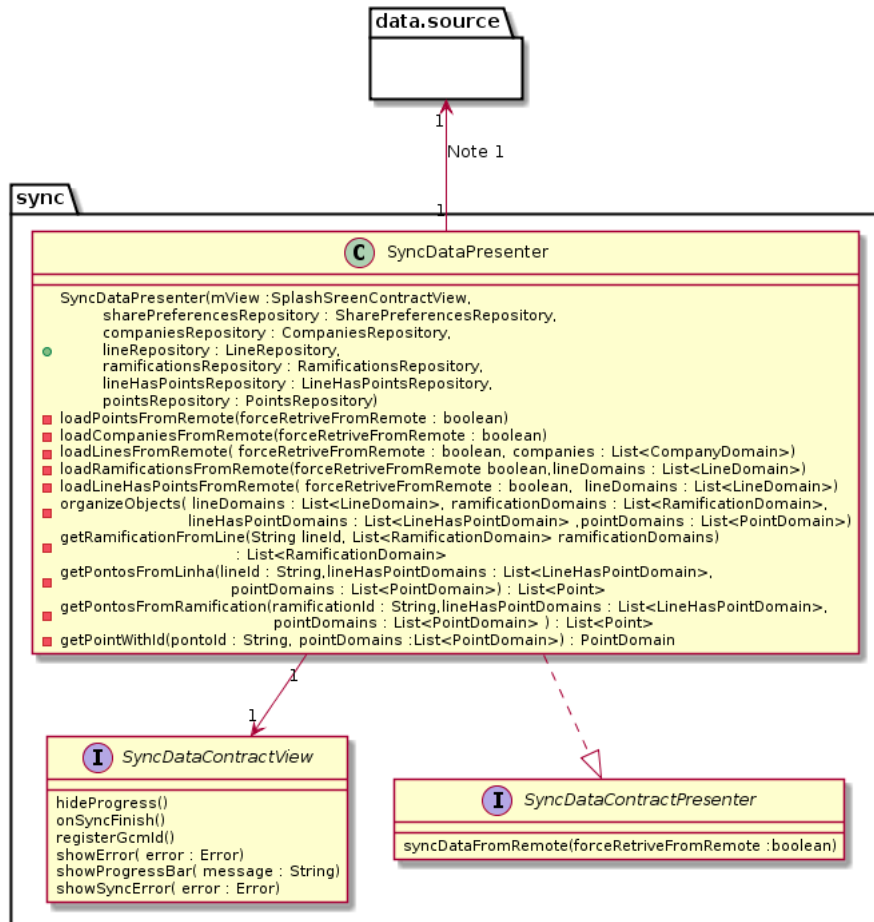 data.source
1
Note 1
1
sync
C SyncDataPresenter
SyncDataPresenter(mView :SplashSreenContractView,
sharePreferencesRepository : SharePreferencesRepository,
companiesRepository : CompaniesRepository,
lineRepository : LineRepository,
ramificationsRepository : RamificationsRepository,
lineHasPointsRepository : LineHasPointsRepository,
pointsRepository : PointsRepository)
loadPointsFromRemote(forceRetriveFromRemote : boolean)
loadCompaniesFromRemote(forceRetriveFromRemote : boolean)
loadLinesFromRemote( forceRetriveFromRemote : boolean, companies : List<CompanyDomain>)
loadRamificationsFromRemote(forceRetriveFromRemote boolean,lineDomains : List<LineDomain>)
loadLineHasPointsFromRemote( forceRetriveFromRemote : boolean,  lineDomains : List<LineDomain>)
organizeObjects( lineDomains : List<LineDomain>, ramificationDomains : List<RamificationDomain>,
lineHasPointDomains : List<LineHasPointDomain> ,pointDomains : List<PointDomain>)
getRamificationFromLine(String lineId, List<RamificationDomain> ramificationDomains)
: List<RamificationDomain>
getPontosFromLinha(lineId : String,lineHasPointDomains : List<LineHasPointDomain>,
pointDomains : List<PointDomain>) : List<Point>
getPontosFromRamification(ramificationId : String,lineHasPointDomains : List<LineHasPointDomain>,
pointDomains : List<PointDomain> ) : List<Point>
getPointWithId(pontoId : String, pointDomains :List<PointDomain>) : PointDomain
1
1
I SyncDataContractView
hideProgress()
onSyncFinish()
registerGcmId()
showError( error : Error)
showProgressBar( message : String)
showSyncError( error : Error)
I SyncDataContractPresenter
syncDataFromRemote(forceRetriveFromRemote :boolean)